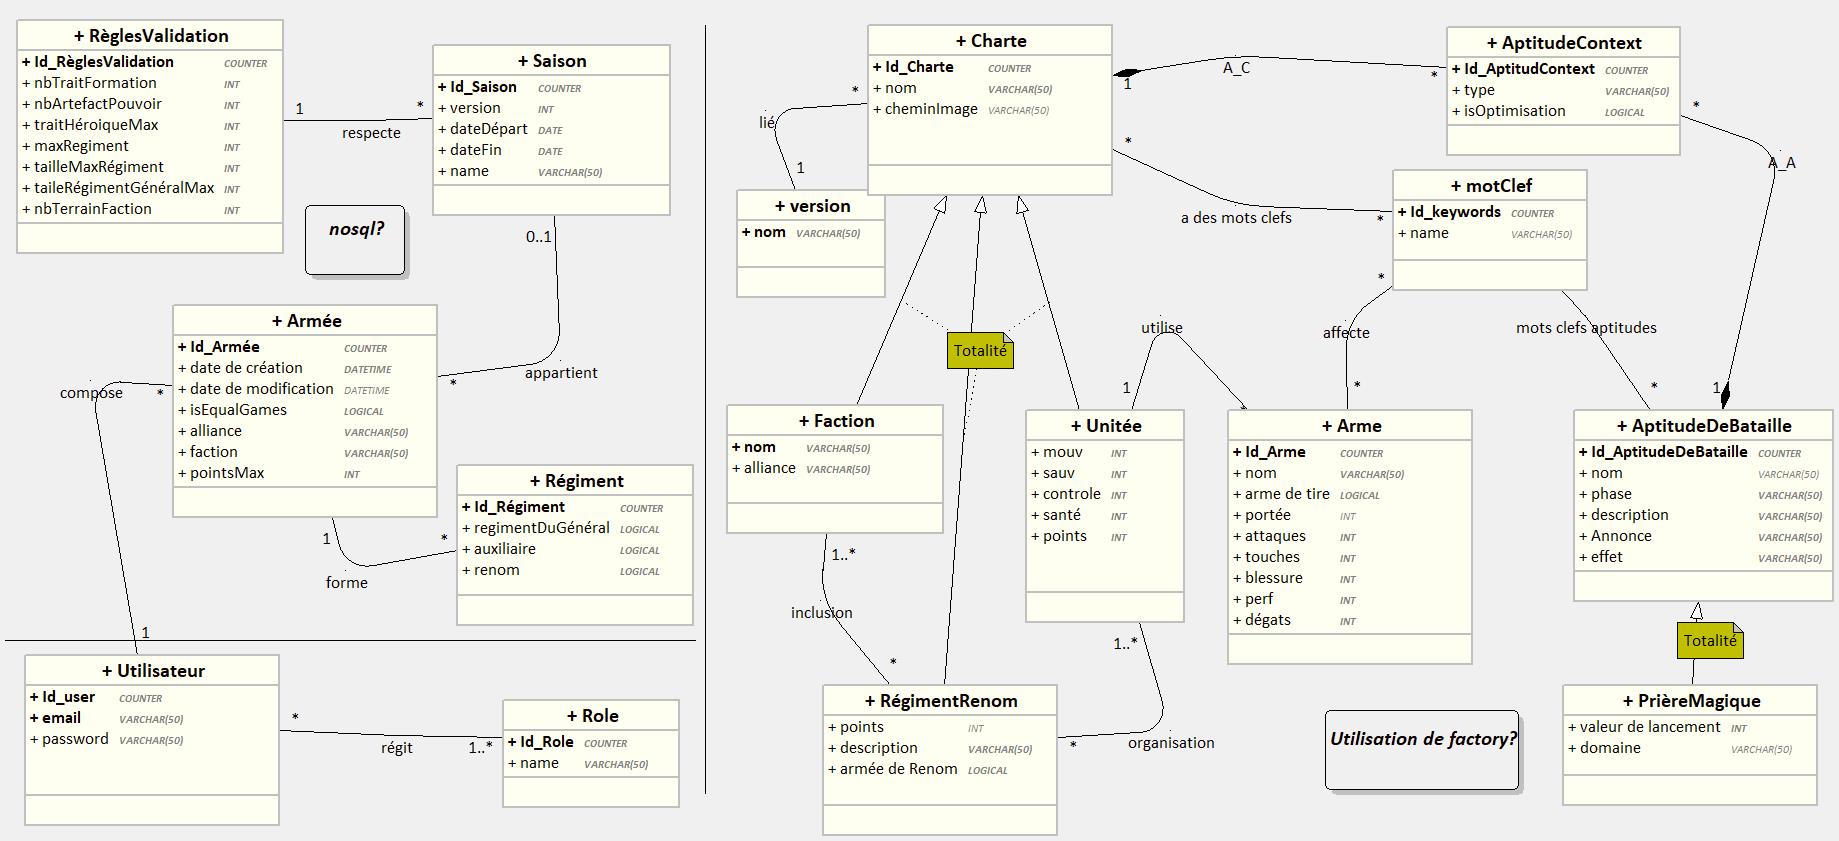 + RèglesValidation
+ Id_RèglesValidation COUNTER
+ nbTraitFormation INT
+ nbArtefactPouvoir INT
+ traitHéroiqueMax INT
+ maxRegiment INT
+ tailleMaxRégiment INT
+ taileRégimentGénéralMax INT
+ nbTerrainFaction INT
1
*
respecte
+ Saison
+ Id_Saison COUNTER
+ version INT
+ dateDépart DATE
+ dateFin DATE
+ name VARCHAR(50)
nosql?
0..1
appartient
*
+ Armée
+ Id_Armée COUNTER
+ date de création DATETIME
+ date de modification DATETIME
+ isEqualGames LOGICAL
+ alliance VARCHAR(50)
+ faction VARCHAR(50)
+ pointsMax INT
compose
*
1
1
*
forme
+ Régiment
+ Id_Régiment COUNTER
+ regimentDuGénéral LOGICAL
+ auxiliaire LOGICAL
+ renom LOGICAL
+ Utilisateur
+ Id_user COUNTER
+ email VARCHAR(50)
+ password VARCHAR(50)
*
régit
1..*
+ Role
+ Id_Role COUNTER
+ name VARCHAR(50)
+ Charte
+ Id_Charte COUNTER
+ nom VARCHAR(50)
+ cheminImage VARCHAR(50)
*
lié
1
+ version
+ nom VARCHAR(50)
1
A_C
*
+ AptitudeContext
+ Id_AptitudContext COUNTER
+ type VARCHAR(50)
+ isOptimisation LOGICAL
*
A_A
1
*
a des mots clefs
*
+ motClef
+ Id_keywords COUNTER
+ name VARCHAR(50)
*
affecte
*
mots clefs aptitudes
*
Totalité
utilise
1
*
+ Faction
+ nom VARCHAR(50)
+ alliance VARCHAR(50)
+ Unitée
+ mouv INT
+ sauv INT
+ controle INT
+ santé INT
+ points INT
+ Arme
+ Id_Arme COUNTER
+ nom VARCHAR(50)
+ arme de tire LOGICAL
+ portée INT
+ attaques INT
+ touches INT
+ blessure INT
+ perf INT
+ dégats INT
+ AptitudeDeBataille
+ Id_AptitudeDeBataille COUNTER
+ nom VARCHAR(50)
+ phase VARCHAR(50)
+ description VARCHAR(50)
+ Annonce VARCHAR(50)
+ effet VARCHAR(50)
1..*
inclusion
*
1..*
organisation
*
+ RégimentRenom
+ points INT
+ description VARCHAR(50)
+ armée de Renom LOGICAL
Utilisation de factory?
Totalité
+ PrièreMagique
+ valeur de lancement INT
+ domaine VARCHAR(50)